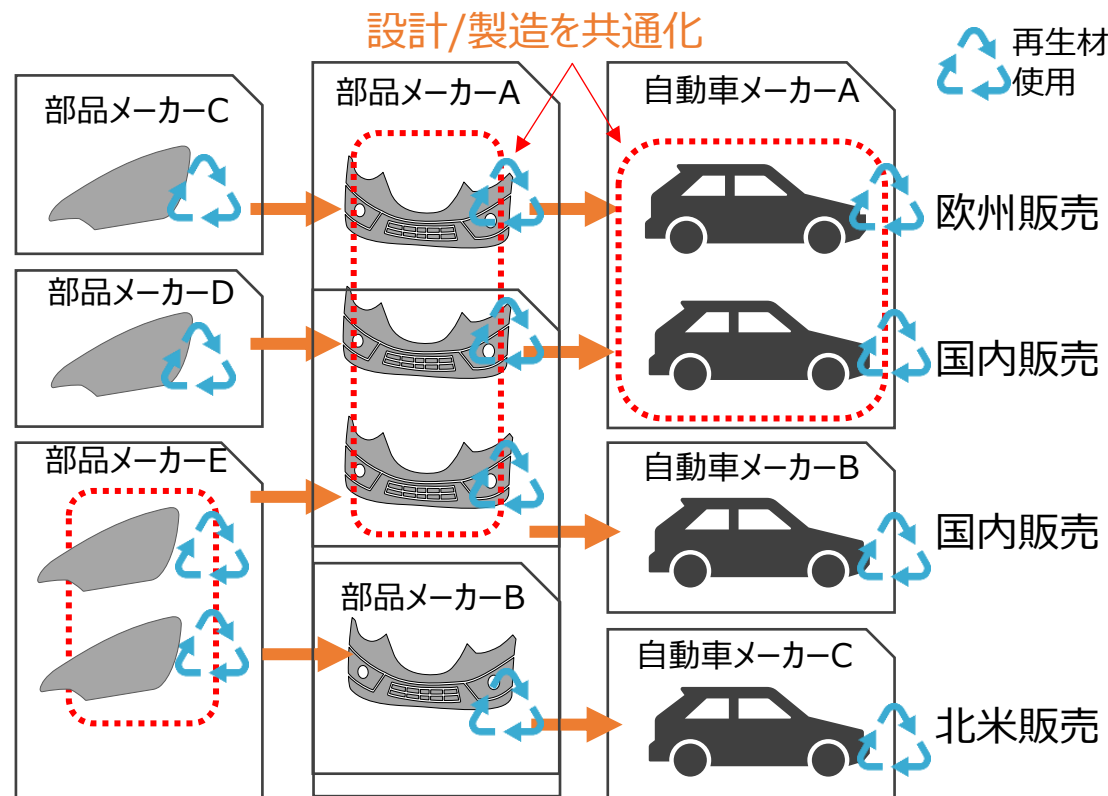 設計/製造を共通化
再生材
使用
部品メーカーC
部品メーカーA
自動車メーカーA
欧州販売
部品メーカーD
国内販売
部品メーカーE
自動車メーカーB
国内販売
部品メーカーB
自動車メーカーC
北米販売